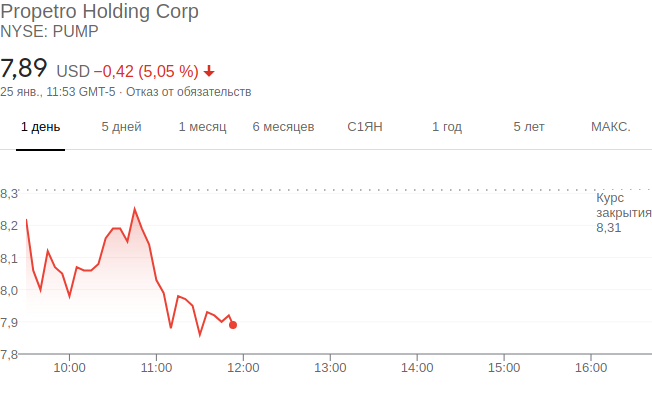 Propetro Holding Corp
NYSE: PUMP
7,89 USD −0,42 (5,05 %)
25 янв., 11:53 GMT-5 · Отказ от обязательств
1 день 5 дней 1 месяц 6 месяцев С1ЯН 1 год 5 лет МАКС.
8,3
Курс
закрытия
8,31
8,2
8,1
8,0
7,9
7,8
10:00 11:00 12:00 13:00 14:00 15:00 16:00